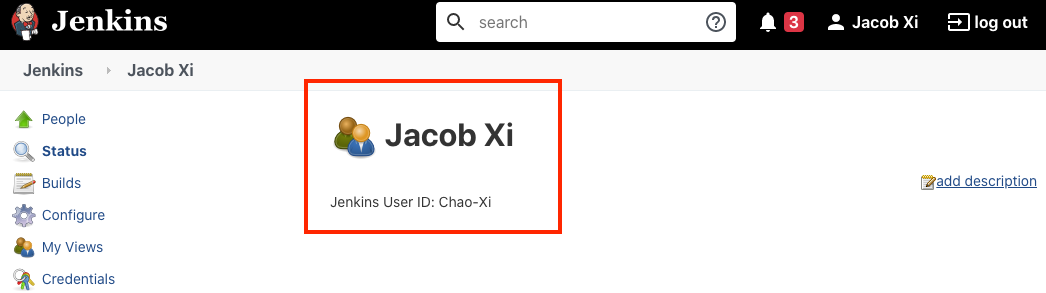 Jenkins
search
3
Jacob Xi
log out
Jenkins
Jacob Xi
People
Status
Builds
Configure
My Views
Credentials
Jacob Xi
Jenkins User ID: Chao-Xi
add description